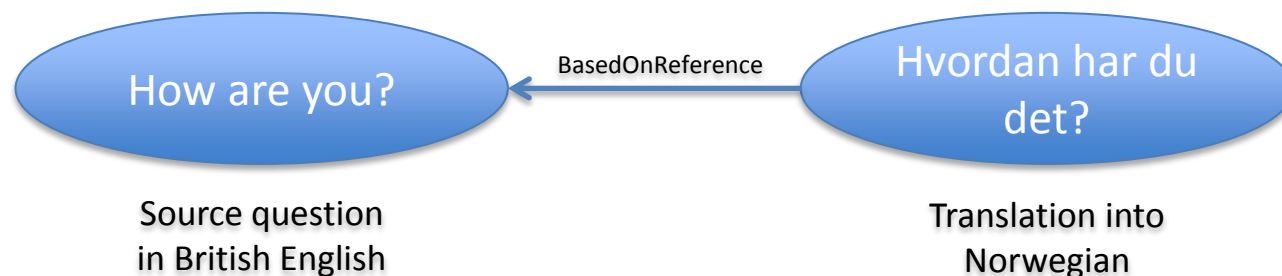 How are you?
BasedOnReference
Hvordan har du
det?
Source question
in British English
Translation into
Norwegian